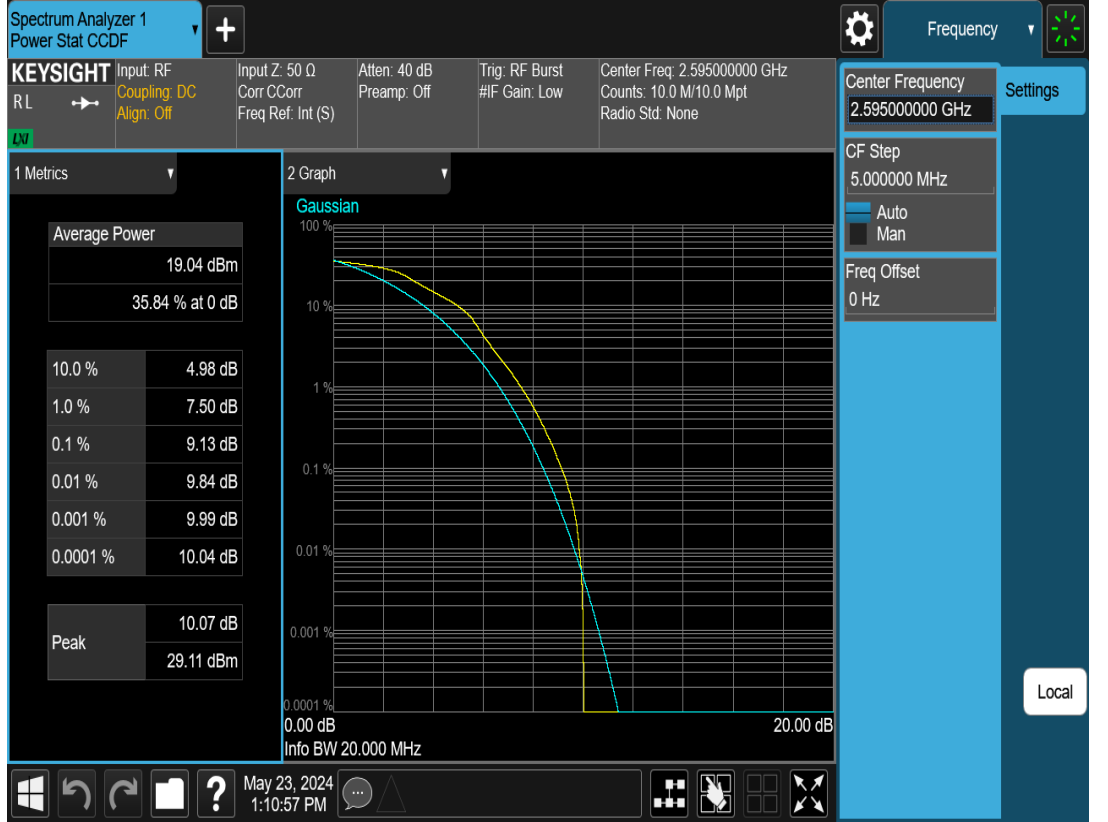 Spectrum Analyzer 1
Power Stat CCDF
Frequency
KEYSIGHT
RL
LXI
Input: RF
Coupling: DC
Align: Off
Input Z: 50 Ω
Corr CCorr
Freq Ref: Int (S)
Atten: 40 dB
Preamp: Off
Trig: RF Burst
#IF Gain: Low
Center Freq: 2.595000000 GHz
Counts: 10.0 M/10.0 Mpt
Radio Std: None
1 Metrics
Average Power
19.04 dBm
35.84 % at 0 dB
10.0 % 4.98 dB
1.0 % 7.50 dB
0.1 % 9.13 dB
0.01 % 9.84 dB
0.001 % 9.99 dB
0.0001 % 10.04 dB
Peak
10.07 dB
29.11 dBm
2 Graph
Gaussian
100 %
10 %
1 %
0.1 %
0.01 %
0.001 %
0.0001 %
0.00 dB 20.00 dB
Info BW 20.000 MHz
Center Frequency
2.595000000 GHz
CF Step
5.000000 MHz
Auto
Man
Freq Offset
0 Hz
Settings
Local
?
May 23, 2024
1:10:57 PM